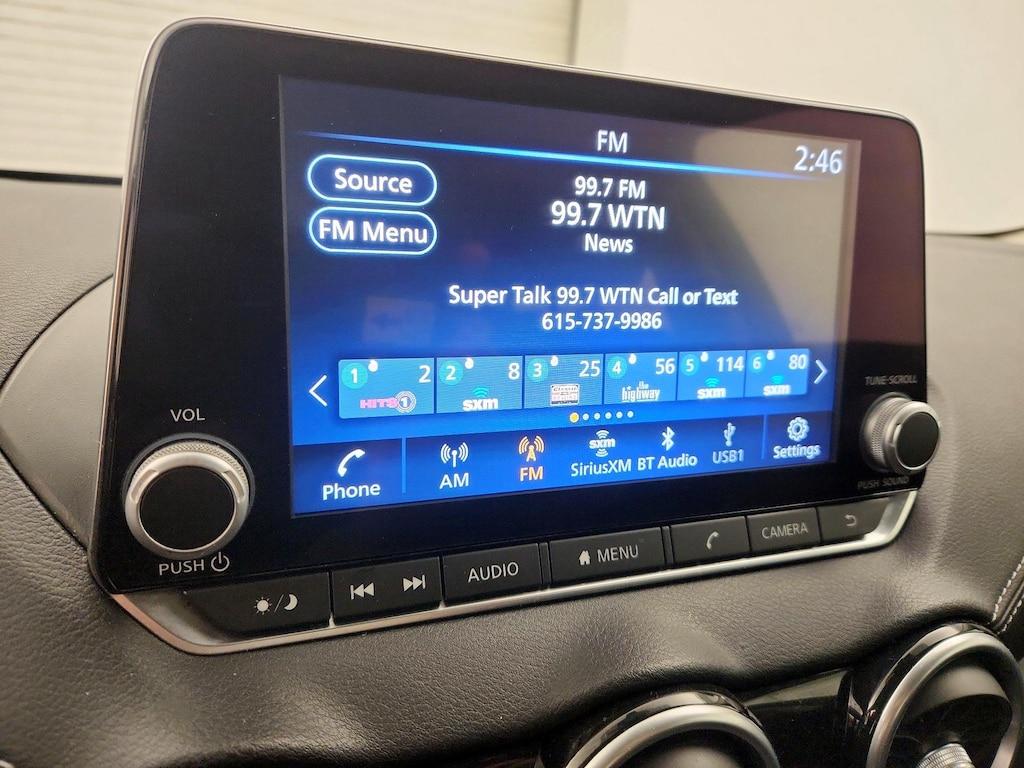 FM
2:46
Source
FM Menu
99.7 FM
99.7 WTN
News
Super Talk 99.7 WTN Call or Text
615-737-9986
1 2 2 8 3 25 4 56 5 114 6 80
HITS 1 sxm the highway sxm sxm
Phone AM FM SiriusXM BT Audio USB1 Settings
sxm
VOL
PUSH
TUNE·SCROLL
PUSH SOUND
AUDIO
MENU
CAMERA